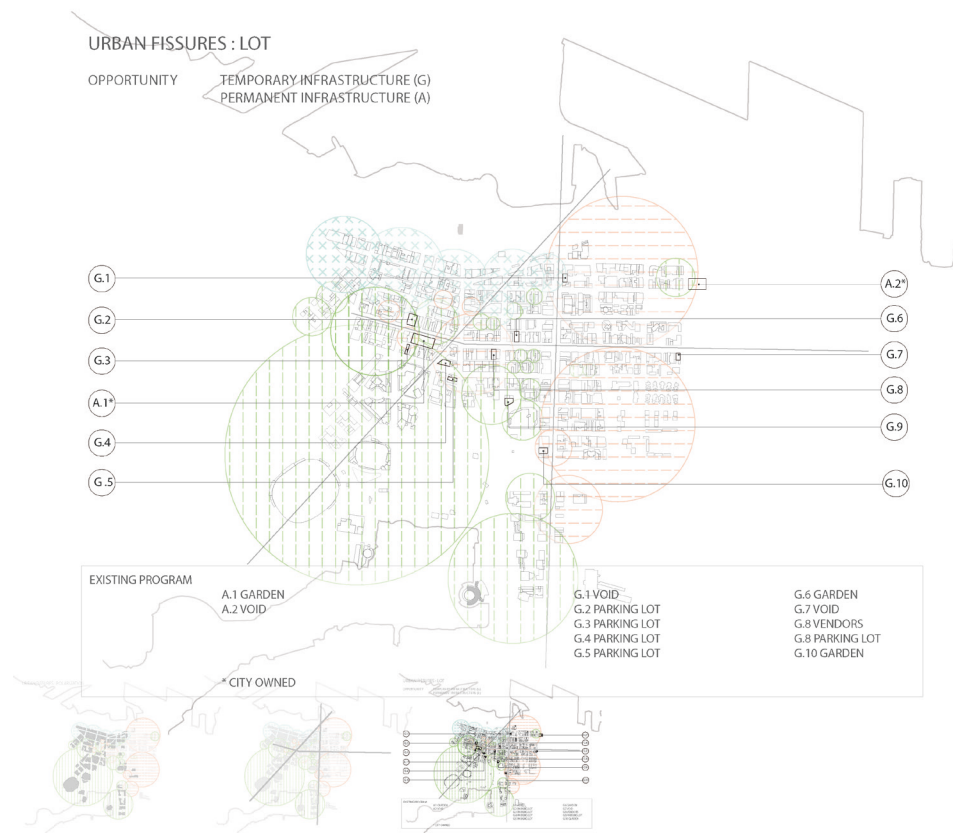 URBAN FISSURES : LOT
OPPORTUNITY TEMPORARY INFRASTRUCTURE (G)
PERMANENT INFRASTRUCTURE (A)
G.1
G.2
G.3
A.1*
G.4
G.5
A.2*
G.6
G.7
G.8
G.9
G.10
EXISTING PROGRAM
A.1 GARDEN
A.2 VOID
G.1 VOID
G.2 PARKING LOT
G.3 PARKING LOT
G.4 PARKING LOT
G.5 PARKING LOT
G.6 GARDEN
G.7 VOID
G.8 VENDORS
G.8 PARKING LOT
G.10 GARDEN
* CITY OWNED